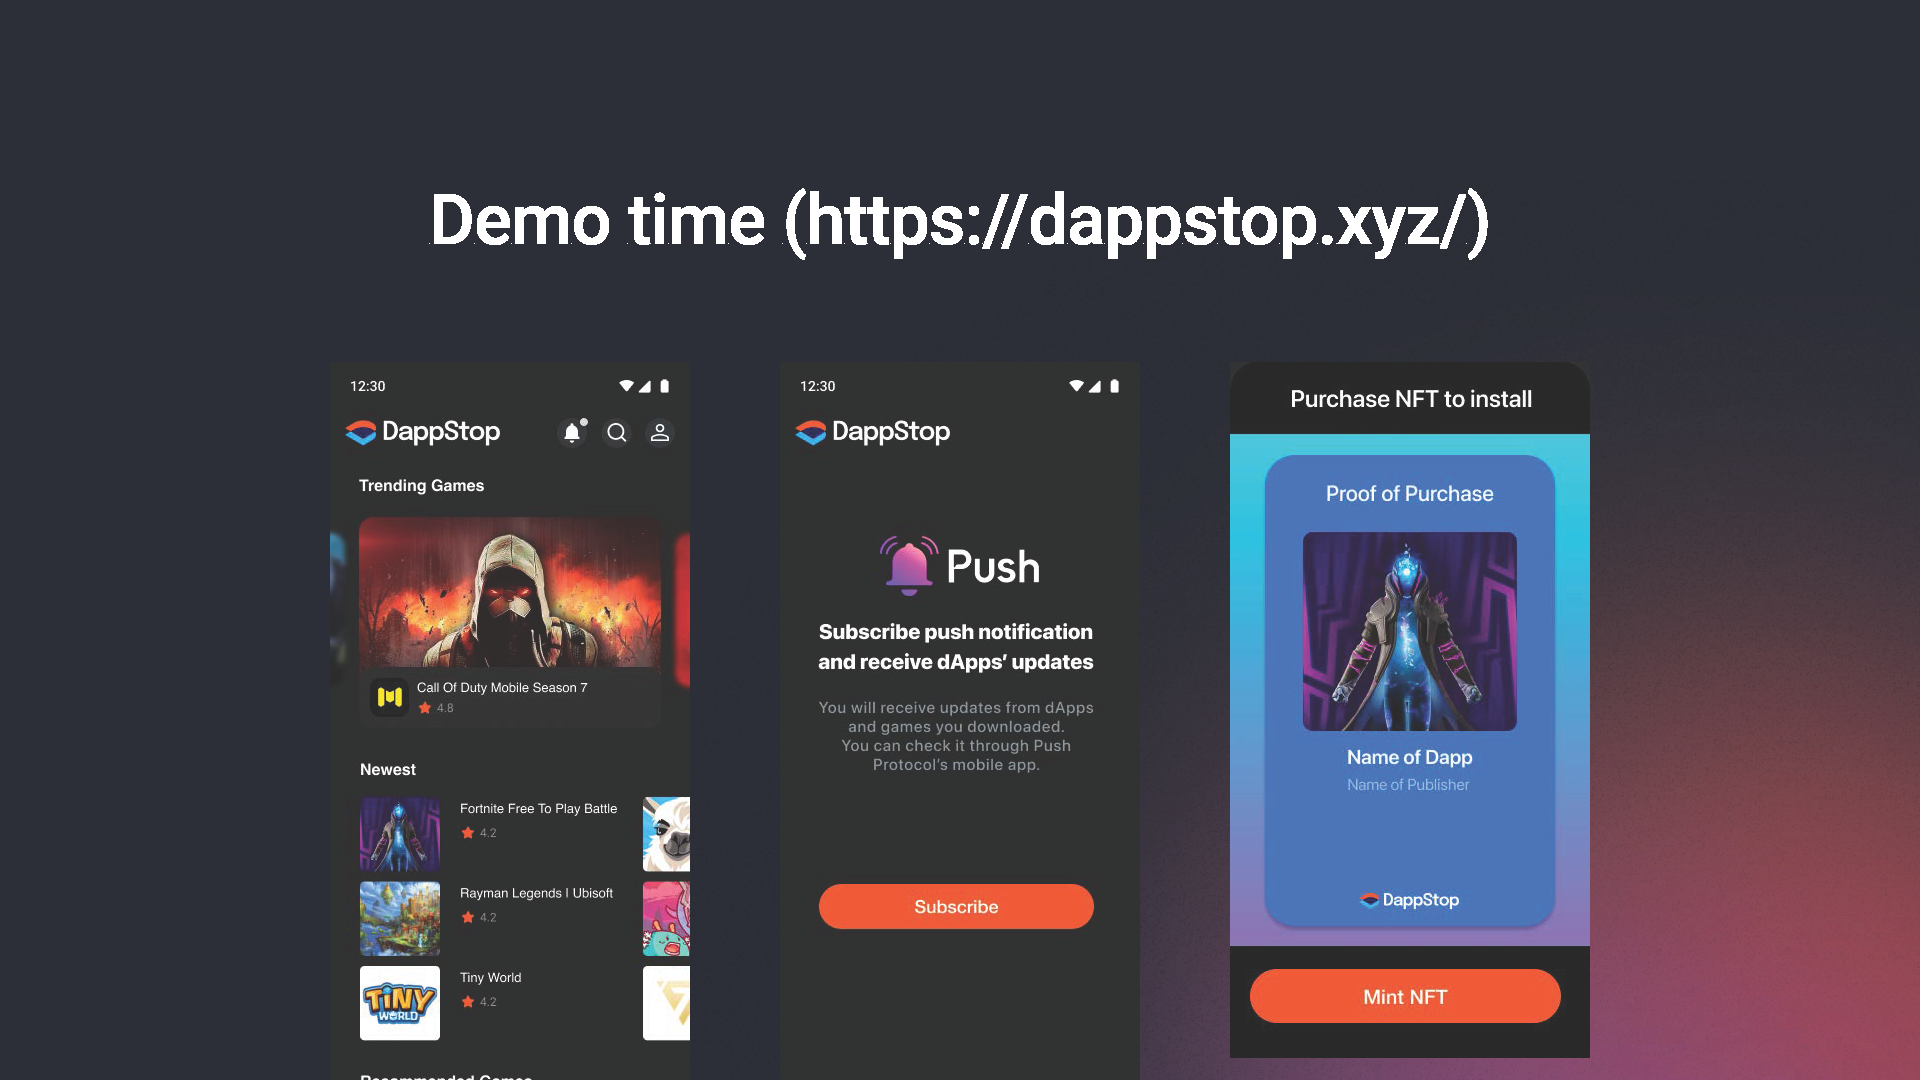 Demo time (https://dappstop.xyz/)
12:30
DappStop
Trending Games
Call Of Duty Mobile Season 7
4.8
Newest
Fortnite Free To Play Battle
4.2
Rayman Legends | Ubisoft
4.2
TINY
WORLD
Tiny World
4.2
Recommended Games
12:30
DappStop
Push
Subscribe push notification
and receive dApps’ updates
You will receive updates from dApps
and games you downloaded.
You can check it through Push
Protocol’s mobile app.
Subscribe
Purchase NFT to install
Proof of Purchase
Name of Dapp
Name of Publisher
DappStop
Mint NFT